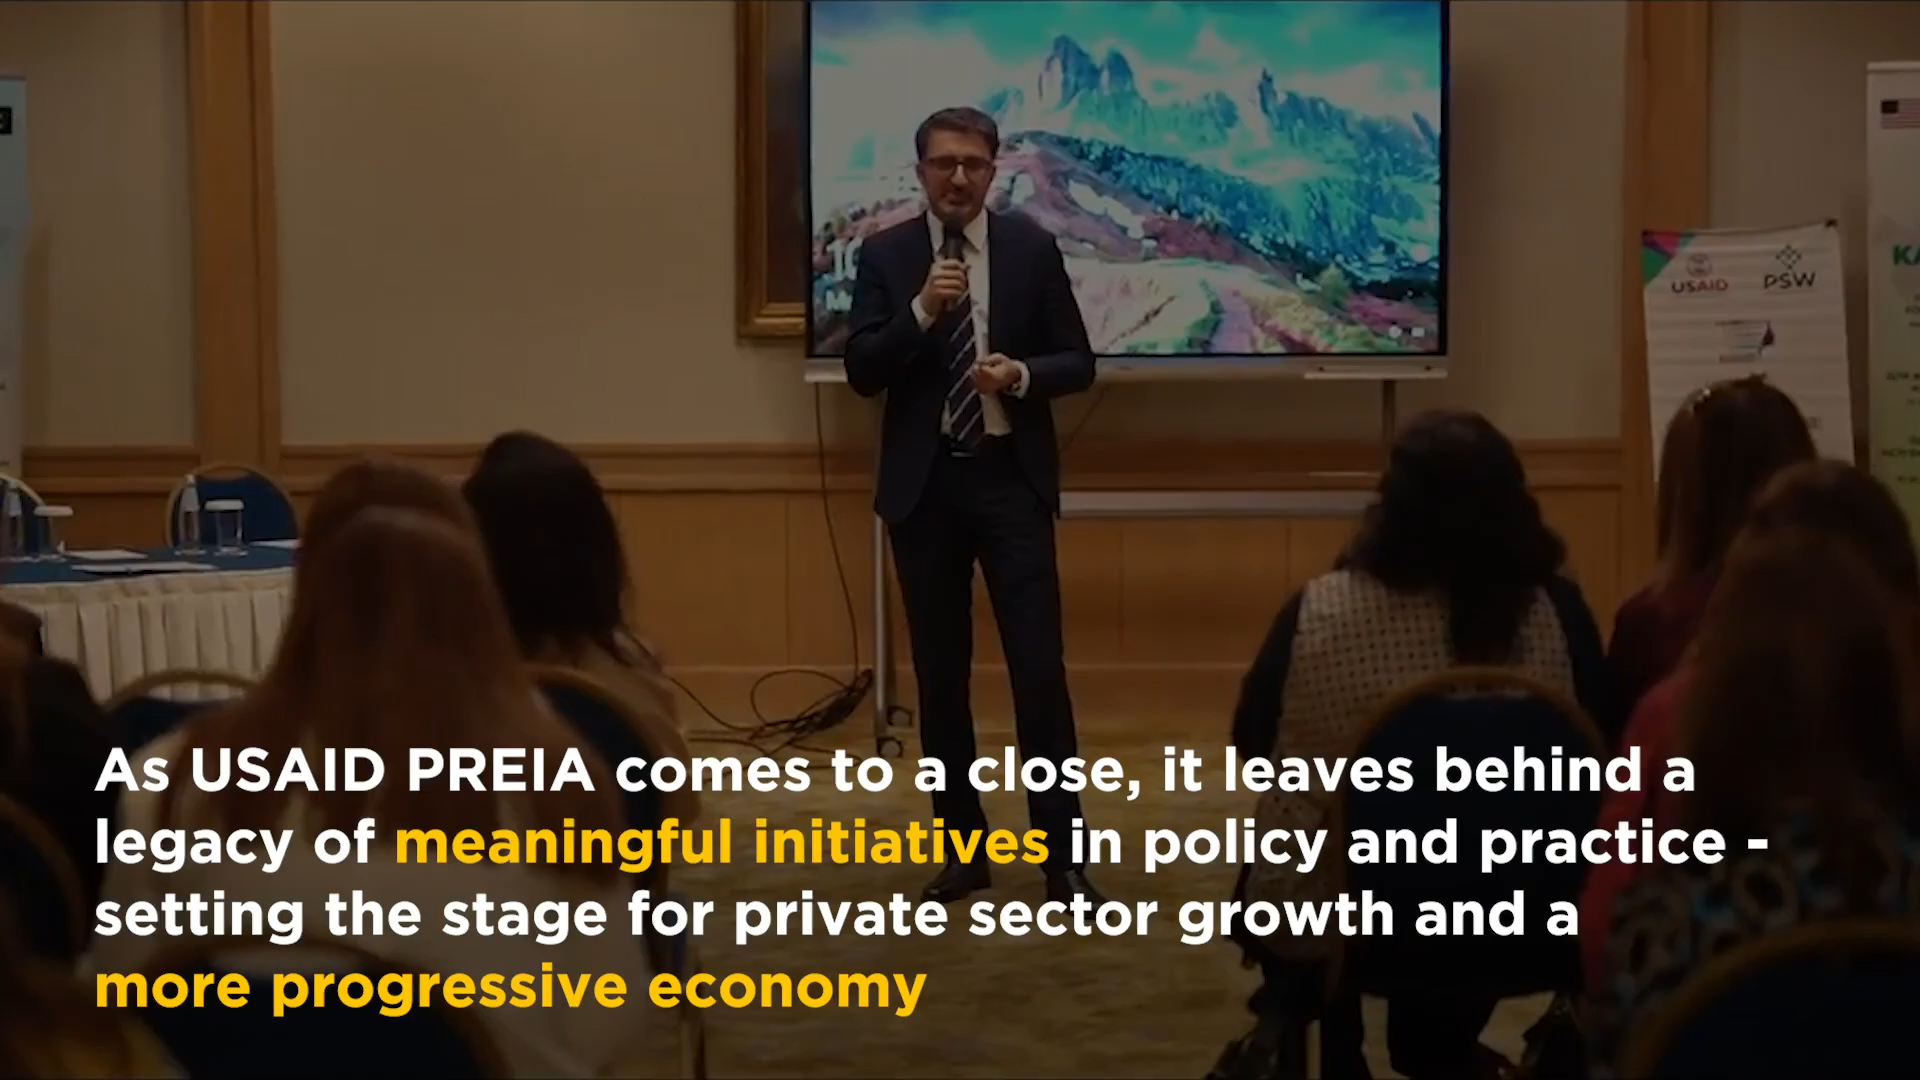 USAID
PSW
As USAID PREIA comes to a close, it leaves behind a
legacy of meaningful initiatives in policy and practice -
setting the stage for private sector growth and a
more progressive economy